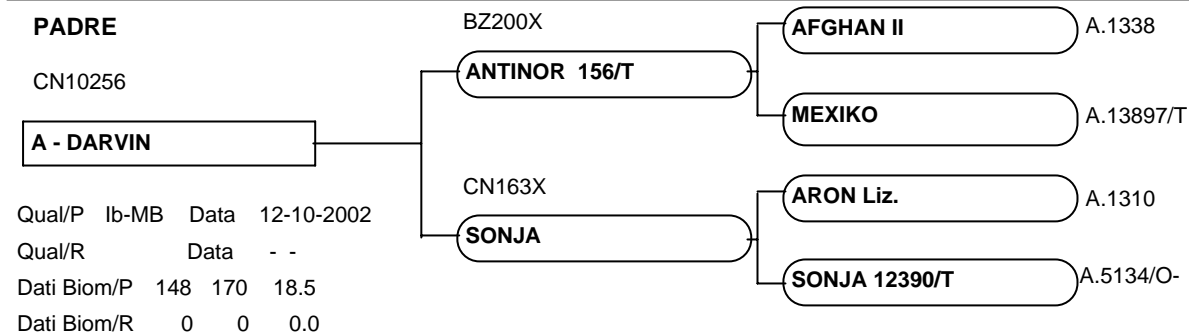 PADRE
CN10256
A - DARVIN
Qual/P Ib-MB Data 12-10-2002
Qual/R Data - -
Dati Biom/P 148 170 18.5
Dati Biom/R 0 0 0.0
BZ200X
ANTINOR 156/T
CN163X
SONJA
AFGHAN II A.1338
MEXIKO A.13897/T
ARON Liz. A.1310
SONJA 12390/T A.5134/O-